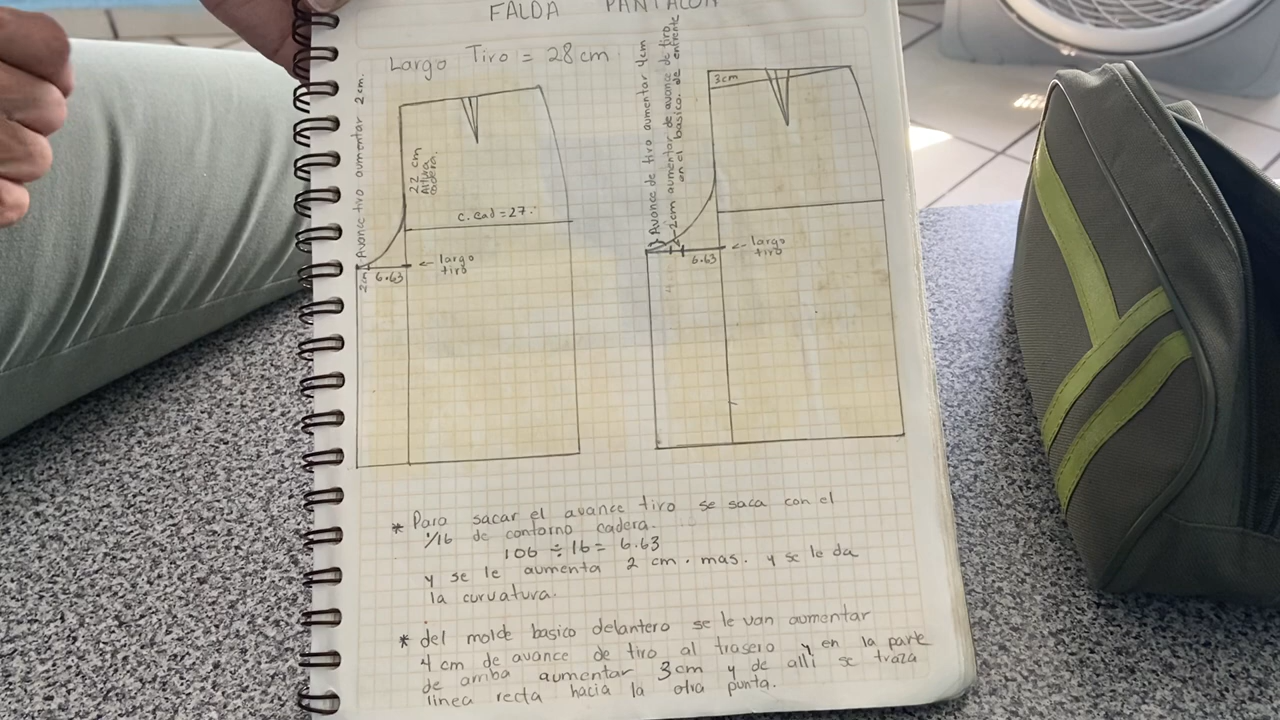 FALDA PANTALON
Largo Tiro = 28 cm
Avance tiro aumentar 2 cm.
22 cm
Altura
cadera.
c. cad = 27.
← largo
tiro
2cm
6.63
Avance de tiro aumentar 4cm
2cm aumentar de avance de tiro
en el basico. de enfrente
3cm
← largo
tiro
6.63
* Para sacar el avance tiro se saca con el
1/16 de contorno cadera.
106 ÷ 16 = 6.63
y se le aumenta 2 cm. mas. y se le da
la curvatura.
* del molde basico delantero se le van aumentar
4 cm de avance de tiro al trasero y en la parte
de arriba aumentar 3cm y de alli se traza
linea recta hacia la otra punta.